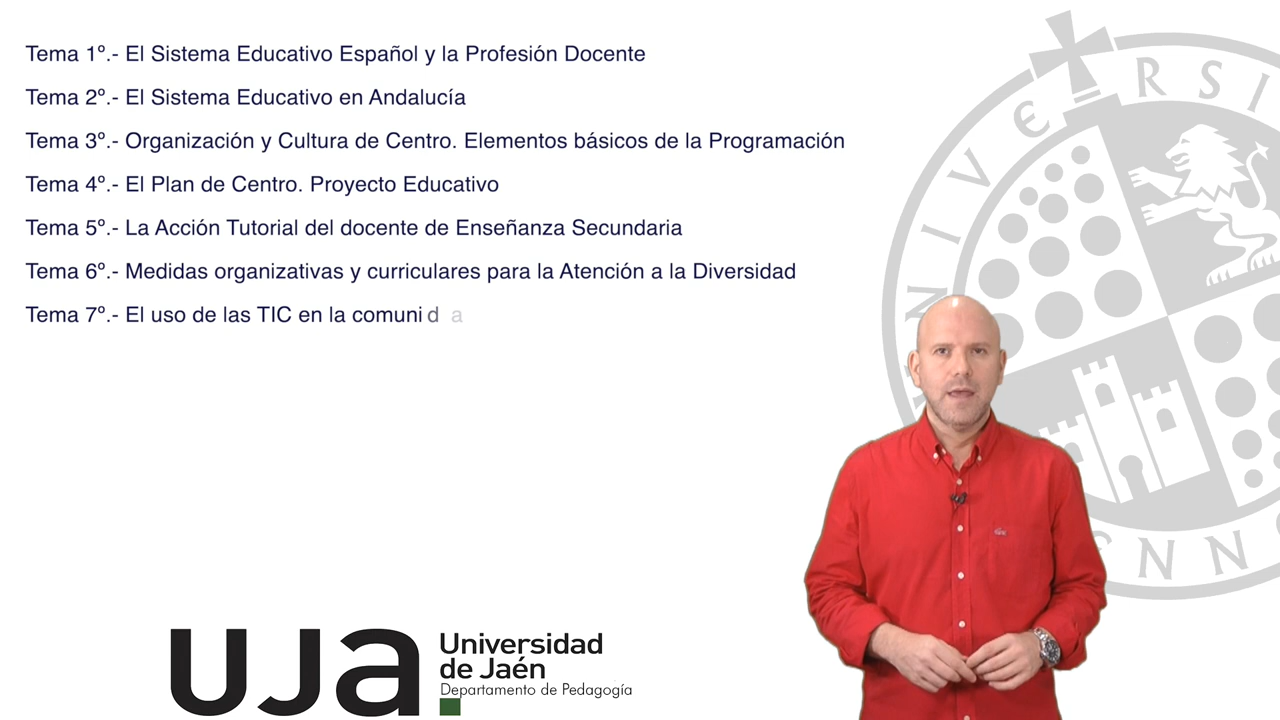 Tema 1º.- El Sistema Educativo Español y la Profesión Docente
Tema 2º.- El Sistema Educativo en Andalucía
Tema 3º.- Organización y Cultura de Centro. Elementos básicos de la Programación
Tema 4º.- El Plan de Centro. Proyecto Educativo
Tema 5º.- La Acción Tutorial del docente de Enseñanza Secundaria
Tema 6º.- Medidas organizativas y curriculares para la Atención a la Diversidad
Tema 7º.- El uso de las TIC en la comunida
uja.
Universidad
de Jaén
Departamento de Pedagogía